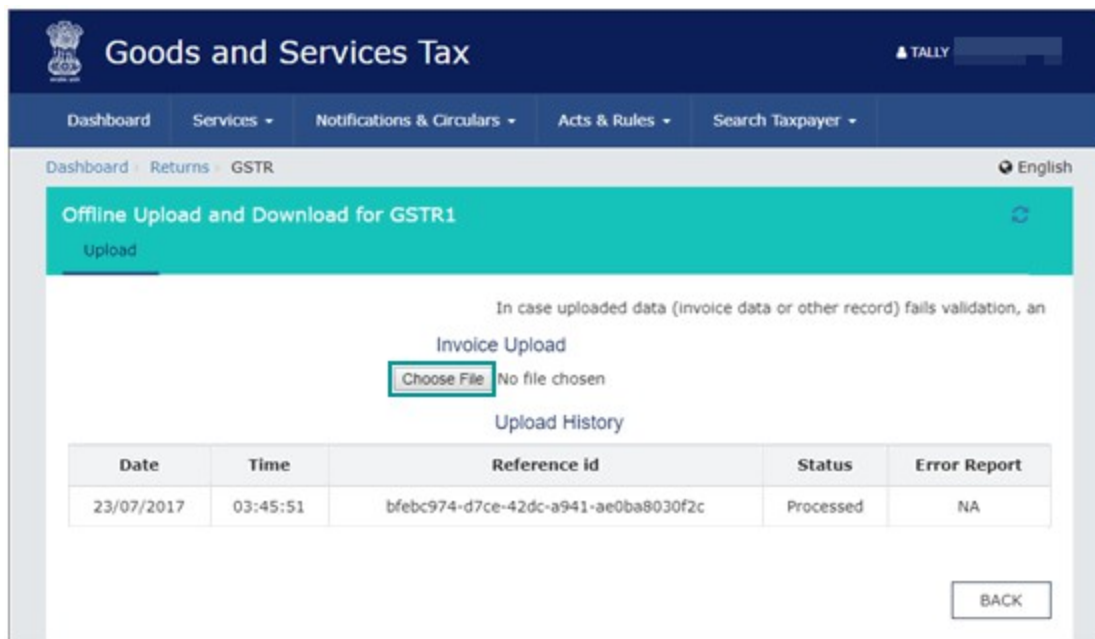 Goods and Services Tax
TALLY
Dashboard Services Notifications & Circulars Acts & Rules Search Taxpayer
Dashboard Returns GSTR English
Offline Upload and Download for GSTR1
Upload
In case uploaded data (invoice data or other record) fails validation, an
Invoice Upload
Choose File No file chosen
Upload History
Date Time Reference id Status Error Report
23/07/2017 03:45:51 bfebc974-d7ce-42dc-a941-ae0ba8030f2c Processed NA
BACK